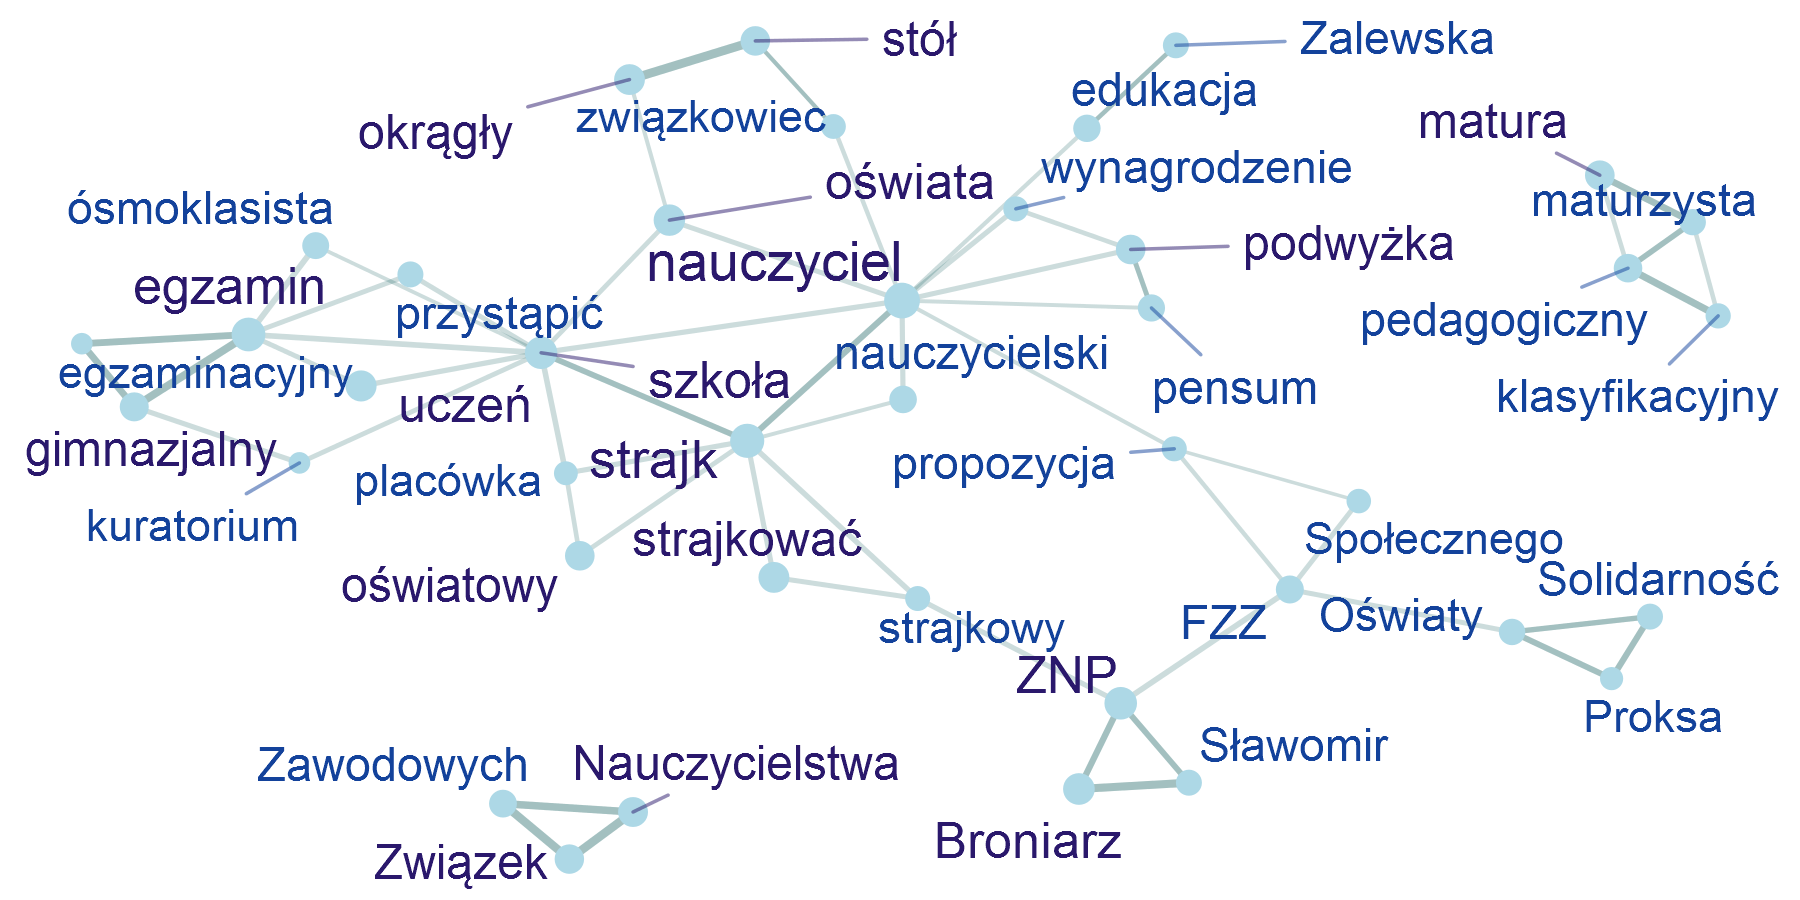 stół
Zalewska
edukacja
okrągły
związkowiec
matura
wynagrodzenie
oświata
ósmoklasista
maturzysta
nauczyciel
podwyżka
egzamin
przystąpić
pedagogiczny
nauczycielski
egzaminacyjny
szkoła
pensum
klasyfikacyjny
uczeń
gimnazjalny
strajk
propozycja
placówka
kuratorium
strajkować
Społecznego
oświatowy
Solidarność
strajkowy
FZZ
Oświaty
ZNP
Proksa
Sławomir
Zawodowych
Nauczycielstwa
Broniarz
Związek